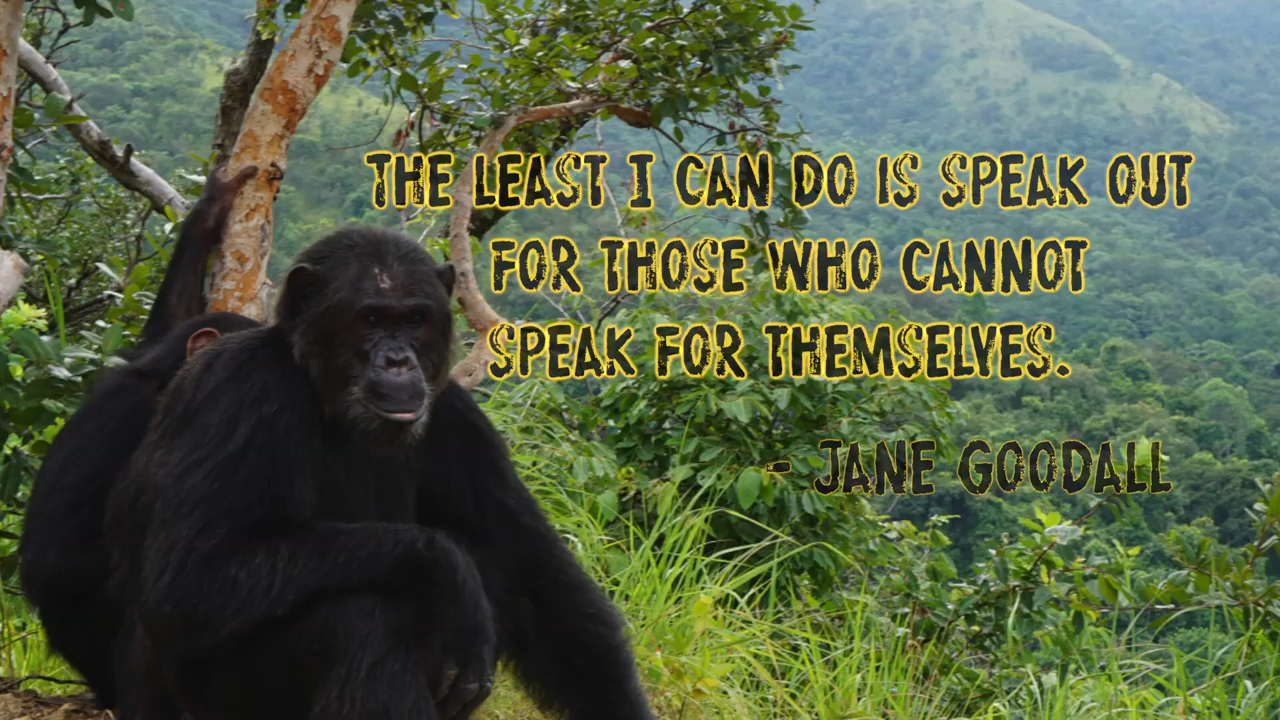 THE LEAST I CAN DO IS SPEAK OUT
FOR THOSE WHO CANNOT
SPEAK FOR THEMSELVES.
- JANE GOODALL